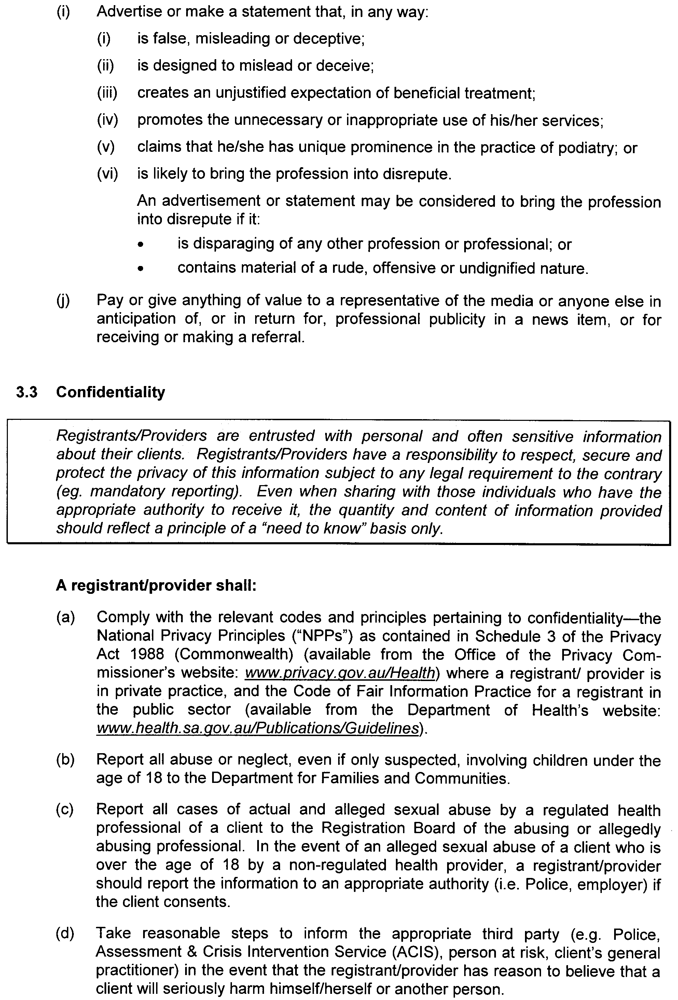 (i) Advertise or make a statement that, in any way:
(i) is false, misleading or deceptive;
(ii) is designed to mislead or deceive;
(iii) creates an unjustified expectation of beneficial treatment;
(iv) promotes the unnecessary or inappropriate use of his/her services;
(v) claims that he/she has unique prominence in the practice of podiatry; or
(vi) is likely to bring the profession into disrepute.
An advertisement or statement may be considered to bring the profession
into disrepute if it:
• is disparaging of any other profession or professional; or
• contains material of a rude, offensive or undignified nature.
(j) Pay or give anything of value to a representative of the media or anyone else in
anticipation of, or in return for, professional publicity in a news item, or for
receiving or making a referral.
3.3 Confidentiality
Registrants/Providers are entrusted with personal and often sensitive information
about their clients. Registrants/Providers have a responsibility to respect, secure and
protect the privacy of this information subject to any legal requirement to the contrary
(eg. mandatory reporting). Even when sharing with those individuals who have the
appropriate authority to receive it, the quantity and content of information provided
should reflect a principle of a “need to know” basis only.
A registrant/provider shall:
(a) Comply with the relevant codes and principles pertaining to confidentiality—the
National Privacy Principles (“NPPs”) as contained in Schedule 3 of the Privacy
Act 1988 (Commonwealth) (available from the Office of the Privacy Com-
missioner’s website: www.privacy.gov.au/Health) where a registrant/ provider is
in private practice, and the Code of Fair Information Practice for a registrant in
the public sector (available from the Department of Health’s website:
www.health.sa.gov.au/Publications/Guidelines).
(b) Report all abuse or neglect, even if only suspected, involving children under the
age of 18 to the Department for Families and Communities.
(c) Report all cases of actual and alleged sexual abuse by a regulated health
professional of a client to the Registration Board of the abusing or allegedly
abusing professional. In the event of an alleged sexual abuse of a client who is
over the age of 18 by a non-regulated health provider, a registrant/provider
should report the information to an appropriate authority (i.e. Police, employer) if
the client consents.
(d) Take reasonable steps to inform the appropriate third party (e.g. Police,
Assessment & Crisis Intervention Service (ACIS), person at risk, client’s general
practitioner) in the event that the registrant/provider has reason to believe that a
client will seriously harm himself/herself or another person.